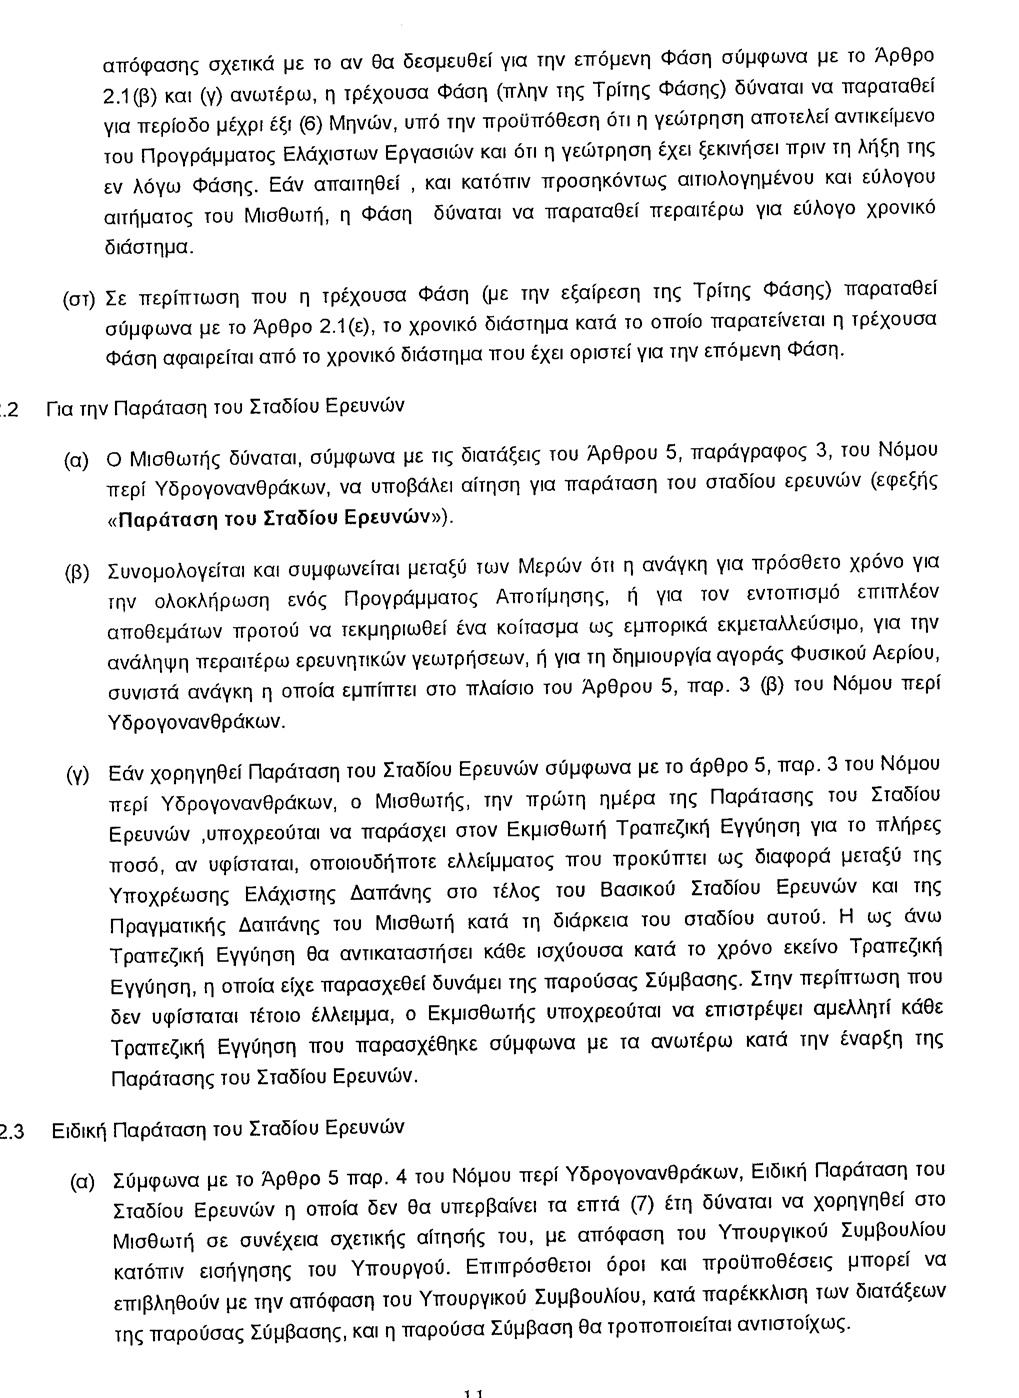 απόφασης σχετικά με το αν θα δεσμευθεί για την επόμενη Φάση σύμφωνα με το Άρθρο
2.1(β) και (γ) ανωτέρω, η τρέχουσα Φάση (πλην της Τρίτης Φάσης) δύναται να παραταθεί
για περίοδο μέχρι έξι (6) Μηνών, υπό την προϋπόθεση ότι η γεώτρηση αποτελεί αντικείμενο
του Προγράμματος Ελάχιστων Εργασιών και ότι η γεώτρηση έχει ξεκινήσει πριν τη λήξη της
εν λόγω Φάσης. Εάν απαιτηθεί , και κατόπιν προσηκόντως αιτιολογημένου και εύλογου
αιτήματος του Μισθωτή, η Φάση δύναται να παραταθεί περαιτέρω για εύλογο χρονικό
διάστημα.
(στ) Σε περίπτωση που η τρέχουσα Φάση (με την εξαίρεση της Τρίτης Φάσης) παραταθεί
σύμφωνα με το Άρθρο 2.1(ε), το χρονικό διάστημα κατά το οποίο παρατείνεται η τρέχουσα
Φάση αφαιρείται από το χρονικό διάστημα που έχει οριστεί για την επόμενη Φάση.
.2 Για την Παράταση του Σταδίου Ερευνών
(α) Ο Μισθωτής δύναται, σύμφωνα με τις διατάξεις του Άρθρου 5, παράγραφος 3, του Νόμου
περί Υδρογονανθράκων, να υποβάλει αίτηση για παράταση του σταδίου ερευνών (εφεξής
«Παράταση του Σταδίου Ερευνών»).
(β) Συνομολογείται και συμφωνείται μεταξύ των Μερών ότι η ανάγκη για πρόσθετο χρόνο για
την ολοκλήρωση ενός Προγράμματος Αποτίμησης, ή για τον εντοπισμό επιπλέον
αποθεμάτων προτού να τεκμηριωθεί ένα κοίτασμα ως εμπορικά εκμεταλλεύσιμο, για την
ανάληψη περαιτέρω ερευνητικών γεωτρήσεων, ή για τη δημιουργία αγοράς Φυσικού Αερίου,
συνιστά ανάγκη η οποία εμπίπτει στο πλαίσιο του Άρθρου 5, παρ. 3 (β) του Νόμου περί
Υδρογονανθράκων.
(γ) Εάν χορηγηθεί Παράταση του Σταδίου Ερευνών σύμφωνα με το άρθρο 5, παρ. 3 του Νόμου
περί Υδρογονανθράκων, ο Μισθωτής, την πρώτη ημέρα της Παράτασης του Σταδίου
Ερευνών ,υποχρεούται να παράσχει στον Εκμισθωτή Τραπεζική Εγγύηση για το πλήρες
ποσό, αν υφίσταται, οποιουδήποτε ελλείμματος που προκύπτει ως διαφορά μεταξύ της
Υποχρέωσης Ελάχιστης Δαπάνης στο τέλος του Βασικού Σταδίου Ερευνών και της
Πραγματικής Δαπάνης του Μισθωτή κατά τη διάρκεια του σταδίου αυτού. Η ως άνω
Τραπεζική Εγγύηση θα αντικαταστήσει κάθε ισχύουσα κατά το χρόνο εκείνο Τραπεζική
Εγγύηση, η οποία είχε παρασχεθεί δυνάμει της παρούσας Σύμβασης. Στην περίπτωση που
δεν υφίσταται τέτοιο έλλειμμα, ο Εκμισθωτής υποχρεούται να επιστρέψει αμελλητί κάθε
Τραπεζική Εγγύηση που παρασχέθηκε σύμφωνα με τα ανωτέρω κατά την έναρξη της
Παράτασης του Σταδίου Ερευνών.
2.3 Ειδική Παράταση του Σταδίου Ερευνών
(α) Σύμφωνα με το Άρθρο 5 παρ. 4 του Νόμου περί Υδρογονανθράκων, Ειδική Παράταση του
Σταδίου Ερευνών η οποία δεν θα υπερβαίνει τα επτά (7) έτη δύναται να χορηγηθεί στο
Μισθωτή σε συνέχεια σχετικής αίτησής του, με απόφαση του Υπουργικού Συμβουλίου
κατόπιν εισήγησης του Υπουργού. Επιπρόσθετοι όροι και προϋποθέσεις μπορεί να
επιβληθούν με την απόφαση του Υπουργικού Συμβουλίου, κατά παρέκκλιση των διατάξεων
της παρούσας Σύμβασης, και η παρούσα Σύμβαση θα τροποποιείται αντιστοίχως.
11